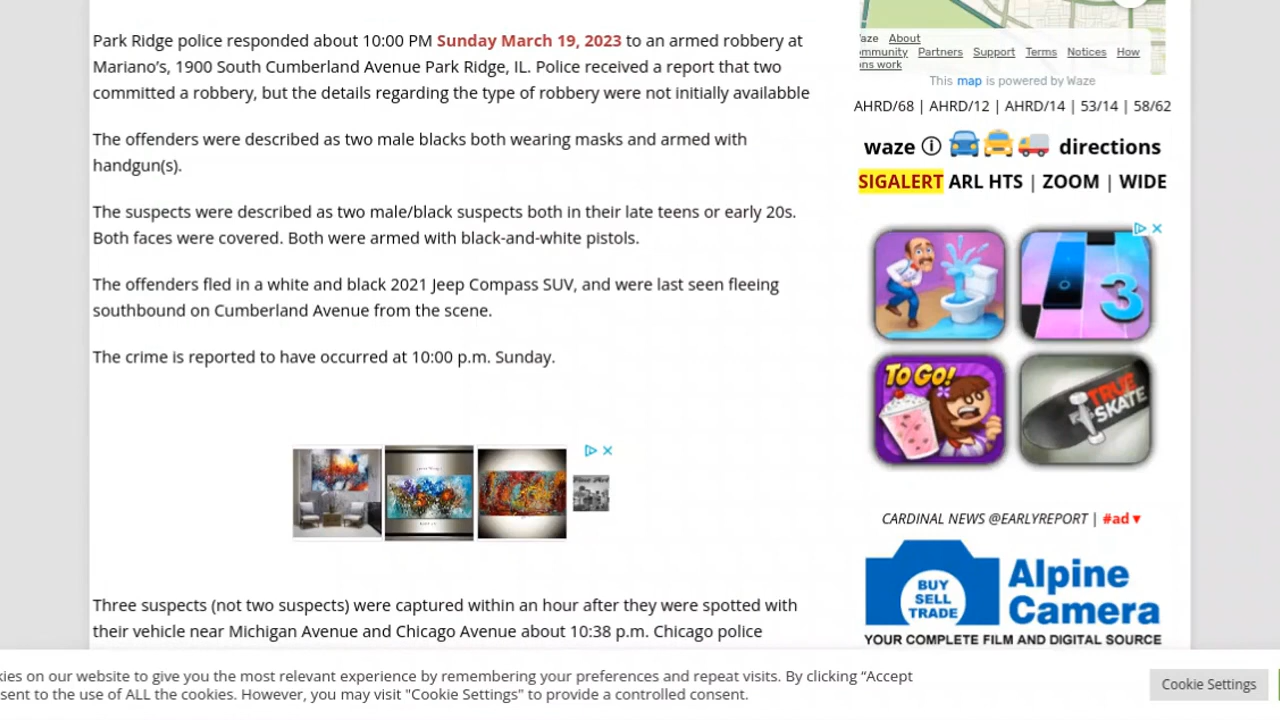 Park Ridge police responded about 10:00 PM Sunday March 19, 2023 to an armed robbery at
Mariano’s, 1900 South Cumberland Avenue Park Ridge, IL. Police received a report that two
committed a robbery, but the details regarding the type of robbery were not initially availabble
The offenders were described as two male blacks both wearing masks and armed with
handgun(s).
The suspects were described as two male/black suspects both in their late teens or early 20s.
Both faces were covered. Both were armed with black-and-white pistols.
The offenders fled in a white and black 2021 Jeep Compass SUV, and were last seen fleeing
southbound on Cumberland Avenue from the scene.
The crime is reported to have occurred at 10:00 p.m. Sunday.
Three suspects (not two suspects) were captured within an hour after they were spotted with
their vehicle near Michigan Avenue and Chicago Avenue about 10:38 p.m. Chicago police
aze About
mmunity Partners Support Terms Notices How
ons work
This map is powered by Waze
AHRD/68 | AHRD/12 | AHRD/14 | 53/14 | 58/62
waze ⓘ 🚙 🚖 🚛 directions
SIGALERT ARL HTS | ZOOM | WIDE
3
TO GO!
TRUE
SKATE
CARDINAL NEWS @EARLYREPORT | #ad▼
BUY
SELL
TRADE
Alpine
Camera
YOUR COMPLETE FILM AND DIGITAL SOURCE
kies on our website to give you the most relevant experience by remembering your preferences and repeat visits. By clicking “Accept
sent to the use of ALL the cookies. However, you may visit "Cookie Settings" to provide a controlled consent.
Cookie Settings